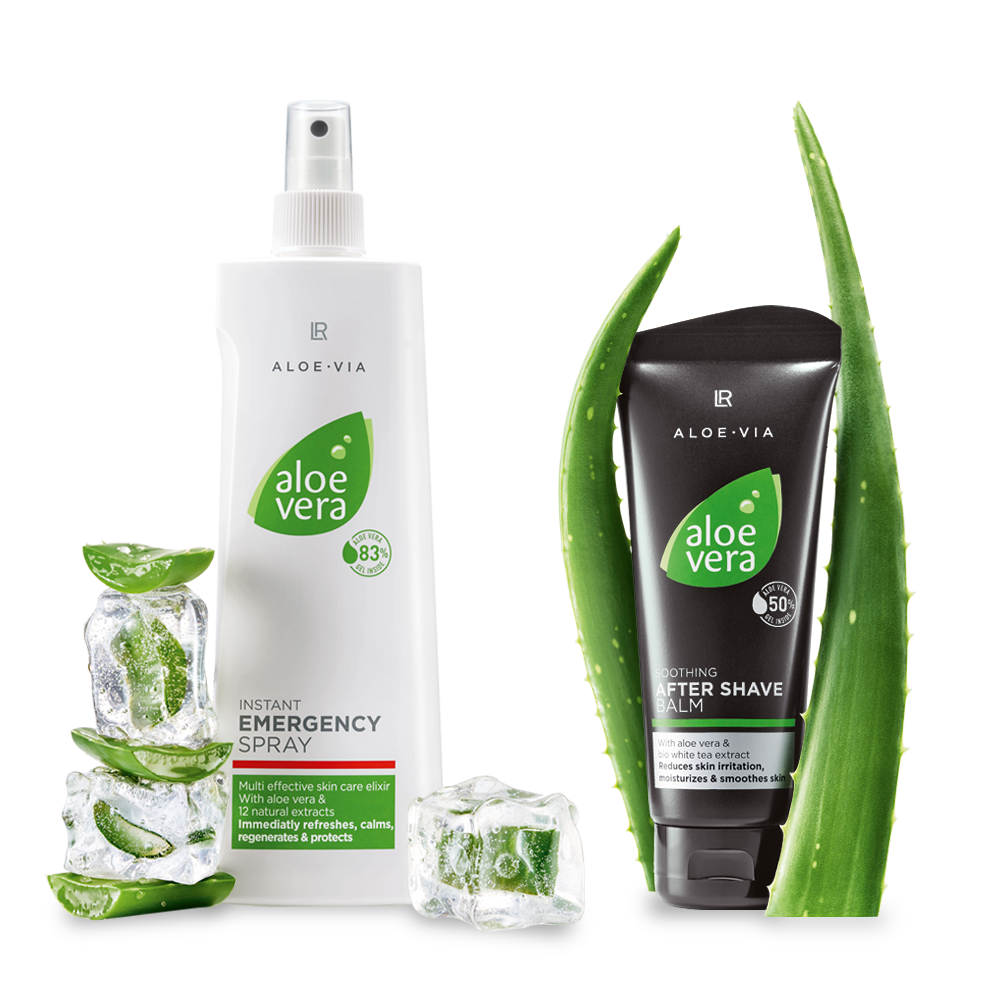 LR
ALOE·VIA
aloe
vera
ALOE VERA
83%
GEL INSIDE
INSTANT
EMERGENCY
SPRAY
Multi effective skin care elixir
With aloe vera &
12 natural extracts
Immediatly refreshes, calms,
regenerates & protects
LR
ALOE·VIA
aloe
vera
ALOE VERA
50%
GEL INSIDE
SOOTHING
AFTER SHAVE
BALM
With aloe vera &
bio white tea extract
Reduces skin irritation,
moisturizes & smoothes skin